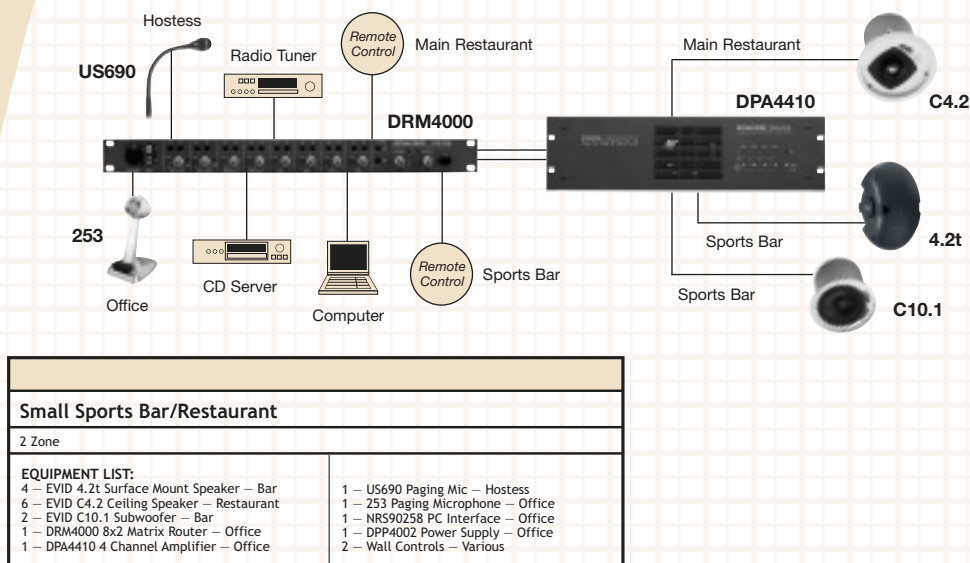 Hostess
US690
Radio Tuner
Remote
Control
Main Restaurant
DRM4000
Main Restaurant
DPA4410
C4.2
253
Office
CD Server
Computer
Remote
Control
Sports Bar
Sports Bar
4.2t
Sports Bar
C10.1
Small Sports Bar/Restaurant
2 Zone
EQUIPMENT LIST:
4 – EVID 4.2t Surface Mount Speaker – Bar
6 – EVID C4.2 Ceiling Speaker – Restaurant
2 – EVID C10.1 Subwoofer – Bar
1 – DRM4000 8x2 Matrix Router – Office
1 – DPA4410 4 Channel Amplifier – Office
1 – US690 Paging Mic – Hostess
1 – 253 Paging Microphone – Office
1 – NRS90258 PC Interface – Office
1 – DPP4002 Power Supply – Office
2 – Wall Controls – Various